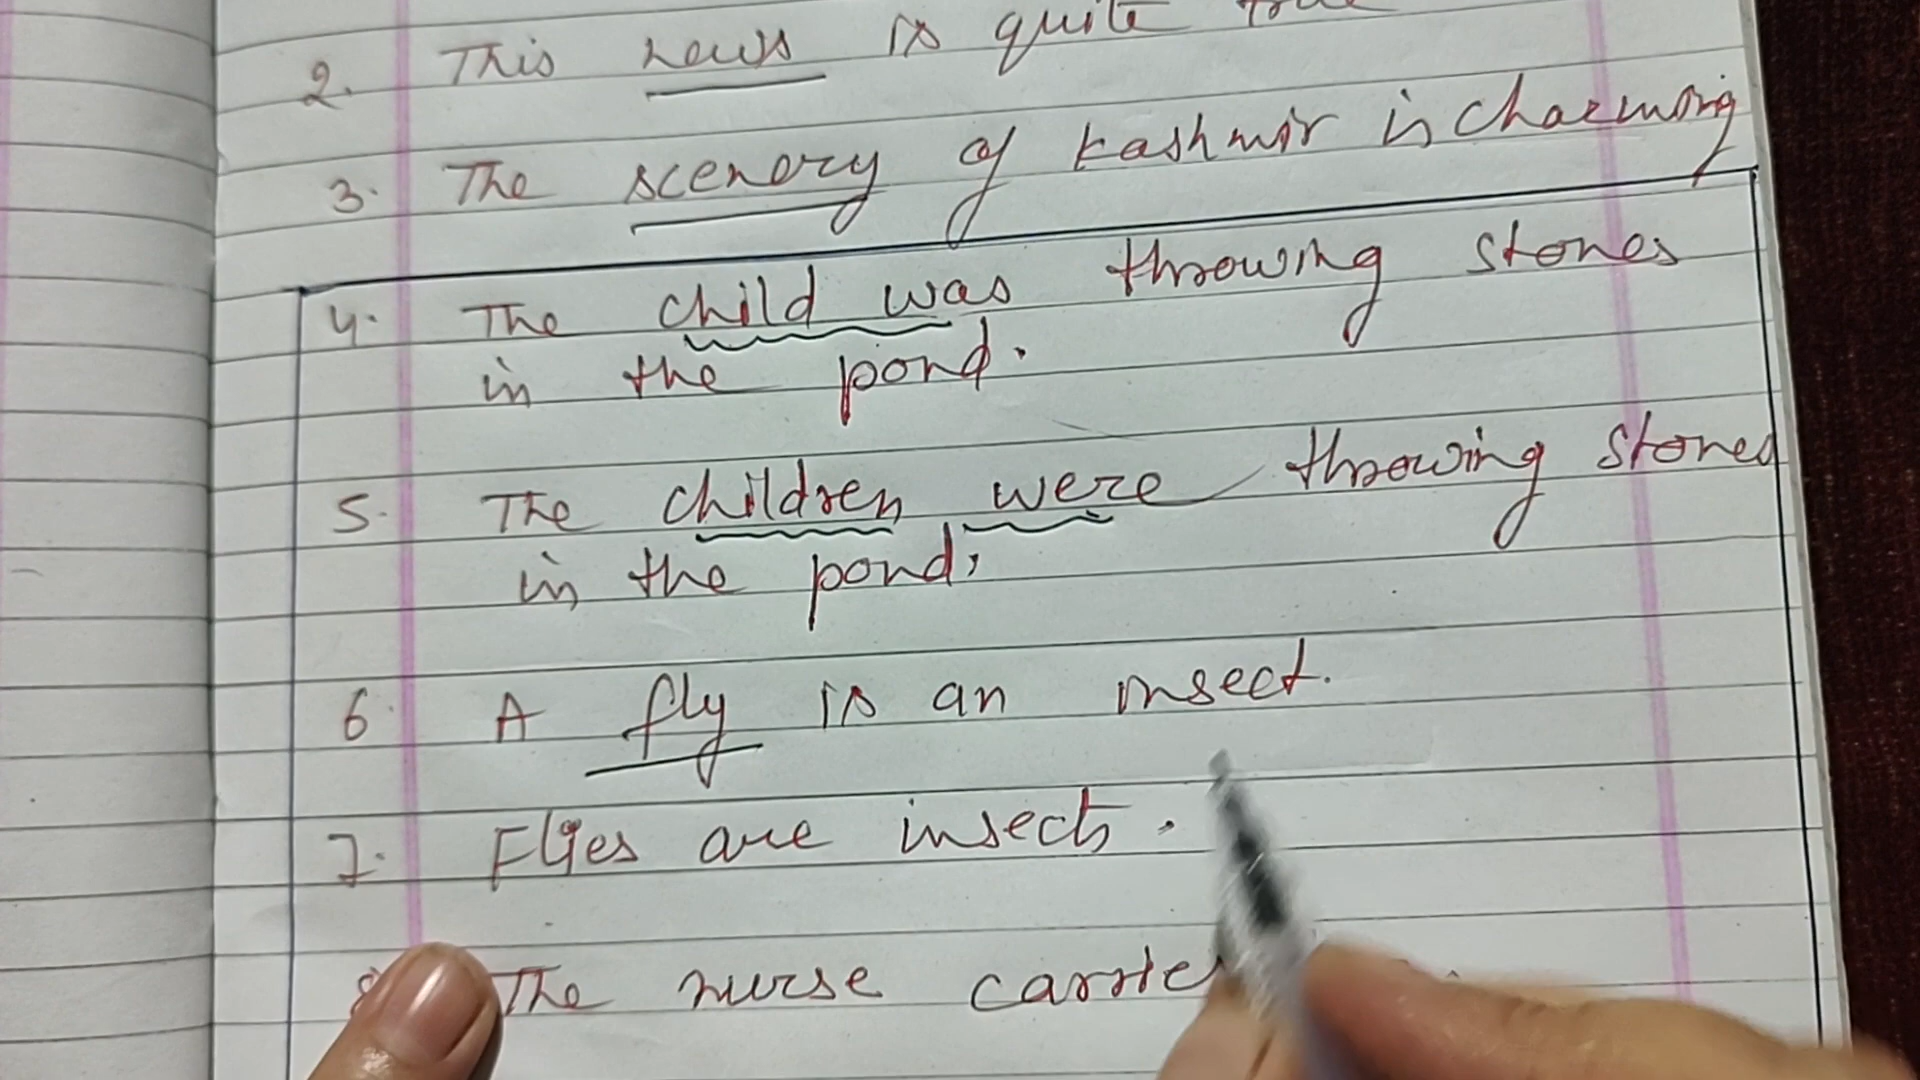 2. This news is quite true
3. The scenery of Kashmir is charming
4. The child was throwing stones
in the pond.
5. The children were throwing stones
in the pond.
6. A fly is an insect.
7. Flies are insects.
8. The nurse